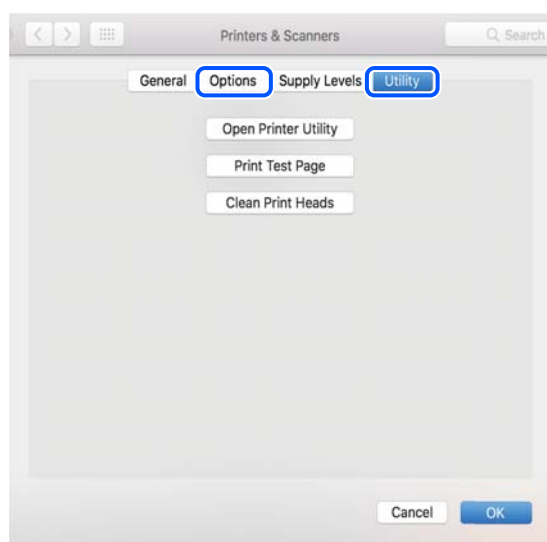 Printers & Scanners Search
General Options Supply Levels Utility
Open Printer Utility
Print Test Page
Clean Print Heads
Cancel OK